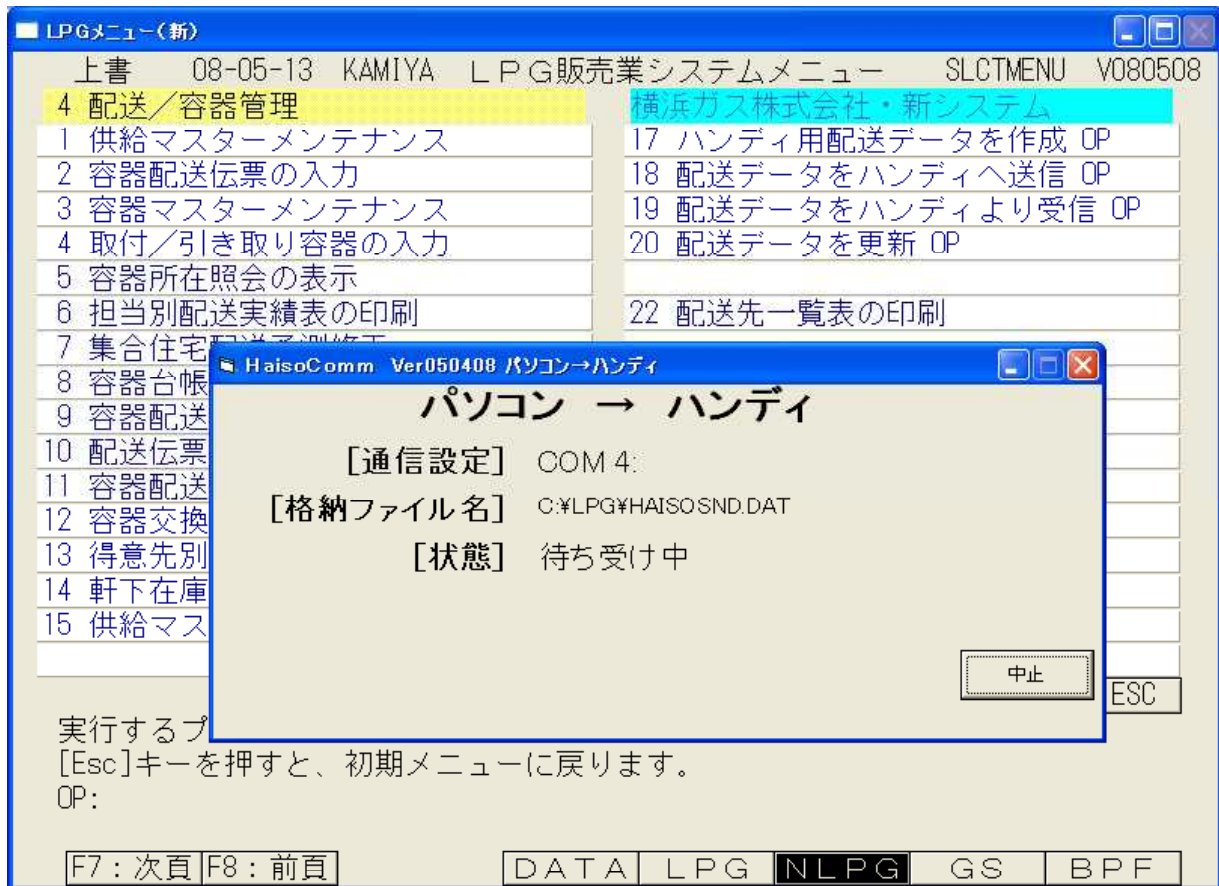 LPGメニュー(新)
上書 08-05-13 KAMIYA LPG販売業システムメニュー SLCTMENU V080508
4 配送／容器管理
横浜ガス株式会社・新システム
1 供給マスターメンテナンス
17 ハンディ用配送データを作成 OP
2 容器配送伝票の入力
18 配送データをハンディへ送信 OP
3 容器マスターメンテナンス
19 配送データをハンディより受信 OP
4 取付／引き取り容器の入力
20 配送データを更新 OP
5 容器所在照会の表示
6 担当別配送実績表の印刷
22 配送先一覧表の印刷
7 集合住宅
8 容器台帳
9 容器配送
10 配送伝票
11 容器配送
12 容器交換
13 得意先別
14 軒下在庫
15 供給マス
HaisoComm Ver050408 パソコン→ハンディ
パソコン → ハンディ
[通信設定] COM 4:
[格納ファイル名] C:¥LPG¥HAISOSND.DAT
[状態] 待ち受け中
中止
ESC
実行するプ
[Esc]キーを押すと、初期メニューに戻ります。
OP:
F7：次頁 F8：前頁 DATA LPG NLPG GS BPF